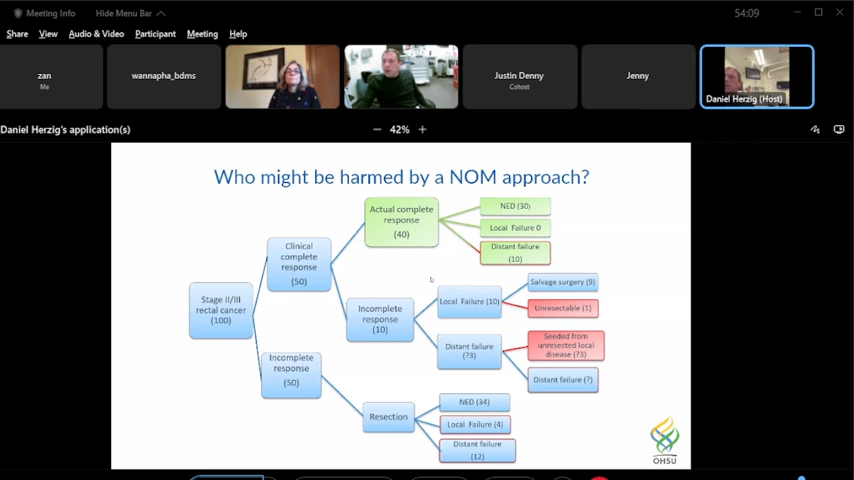 Meeting Info
Hide Menu Bar
54:09
Share View Audio & Video Participant Meeting Help
zan
Me
wannapha_bdms
Justin Denny
Cohost
Jenny
Daniel Herzig (Host)
Daniel Herzig's application(s)
42%
Who might be harmed by a NOM approach?
Stage II/III
rectal cancer
(100)
Clinical
complete
response
(50)
Actual complete
response
(40)
NED (30)
Local Failure 0
Distant failure
(10)
Incomplete
response
(10)
Local Failure (10)
Salvage surgery (9)
Unresectable (1)
Distant failure
(?3)
Seeded from
unresected local
disease (?3)
Distant failure (?)
Incomplete
response
(50)
Resection
NED (34)
Local Failure (4)
Distant failure
(12)
OHSU